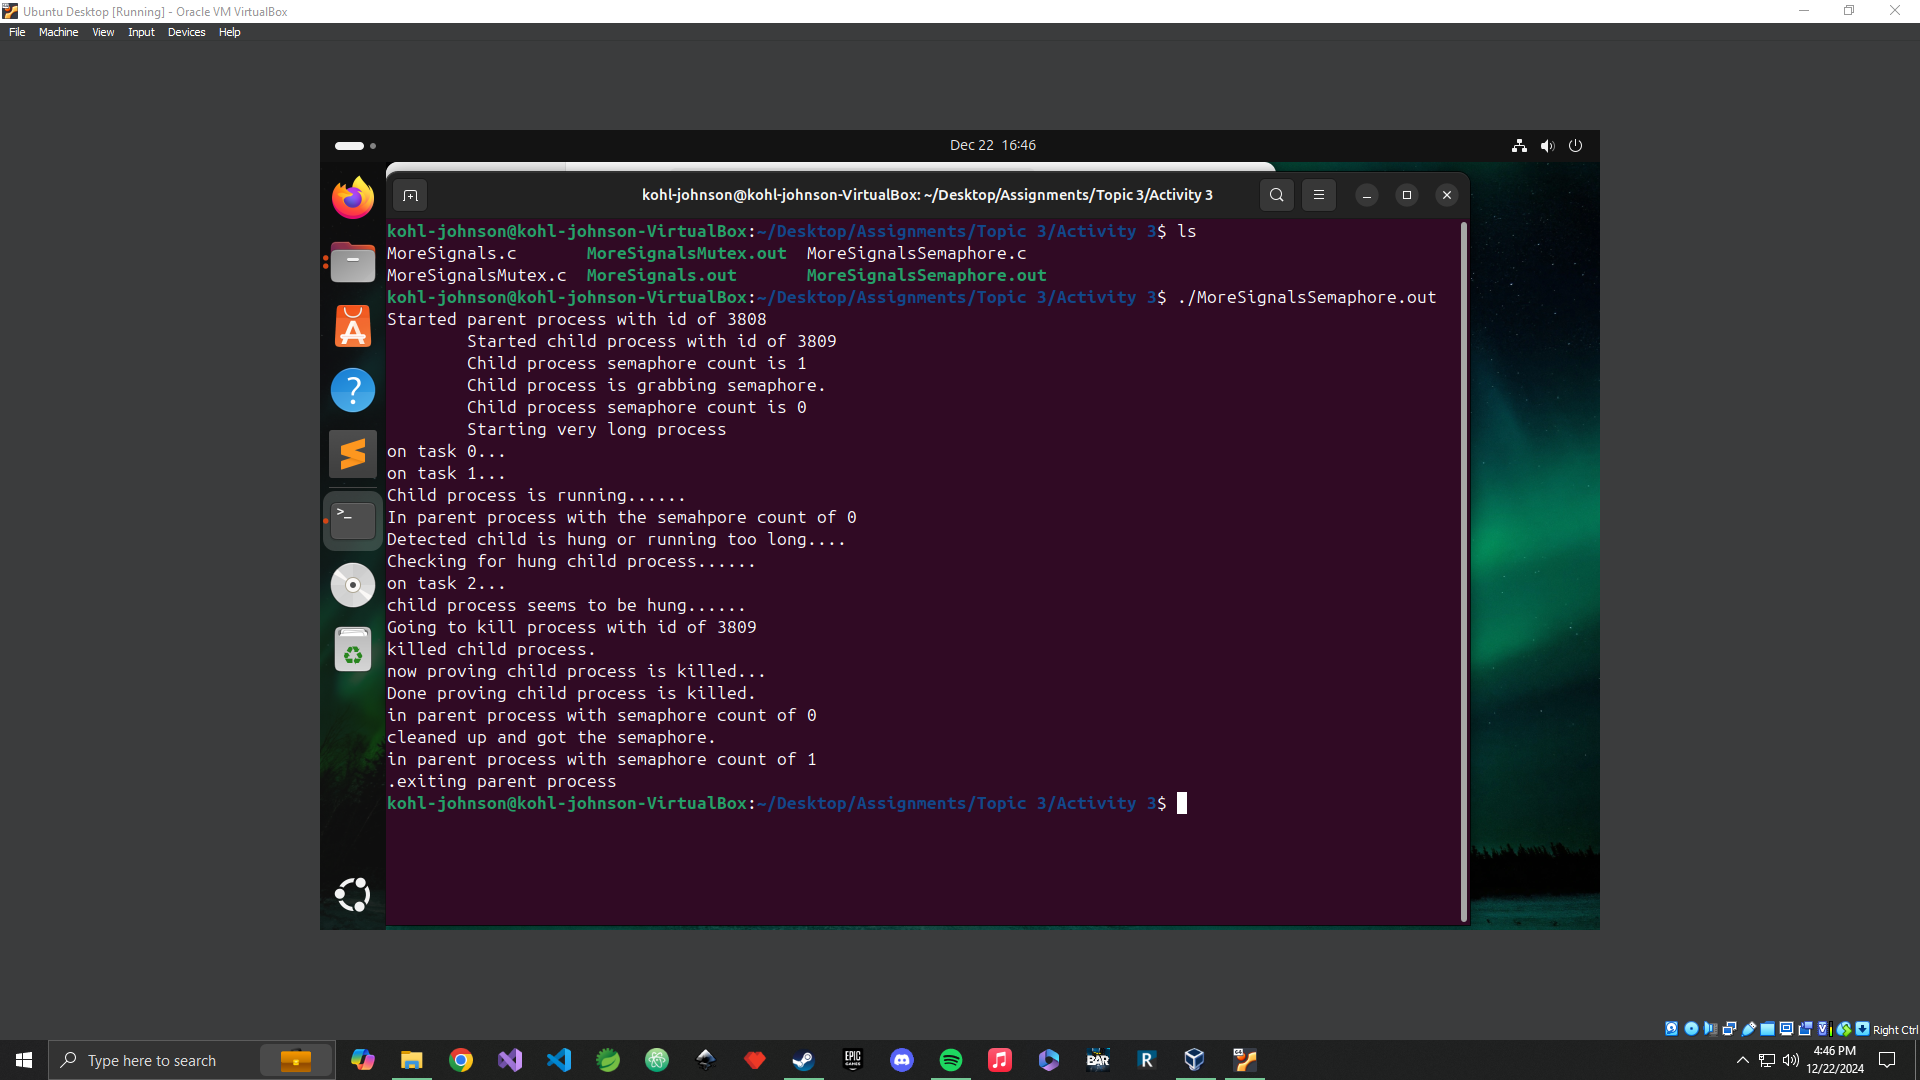 Ubuntu Desktop [Running] - Oracle VM VirtualBox
File Machine View Input Devices Help
Dec 22 16:46
kohl-johnson@kohl-johnson-VirtualBox: ~/Desktop/Assignments/Topic 3/Activity 3
kohl-johnson@kohl-johnson-VirtualBox:~/Desktop/Assignments/Topic 3/Activity 3$ ls
MoreSignals.c MoreSignalsMutex.out MoreSignalsSemaphore.c
MoreSignalsMutex.c MoreSignals.out MoreSignalsSemaphore.out
kohl-johnson@kohl-johnson-VirtualBox:~/Desktop/Assignments/Topic 3/Activity 3$ ./MoreSignalsSemaphore.out
Started parent process with id of 3808
Started child process with id of 3809
Child process semaphore count is 1
Child process is grabbing semaphore.
Child process semaphore count is 0
Starting very long process
on task 0...
on task 1...
Child process is running......
In parent process with the semahpore count of 0
Detected child is hung or running too long....
Checking for hung child process......
on task 2...
child process seems to be hung......
Going to kill process with id of 3809
killed child process.
now proving child process is killed...
Done proving child process is killed.
in parent process with semaphore count of 0
cleaned up and got the semaphore.
in parent process with semaphore count of 1
.exiting parent process
kohl-johnson@kohl-johnson-VirtualBox:~/Desktop/Assignments/Topic 3/Activity 3$
Right Ctrl
Type here to search
EPIC GAMES
BAR
R
4:46 PM
12/22/2024